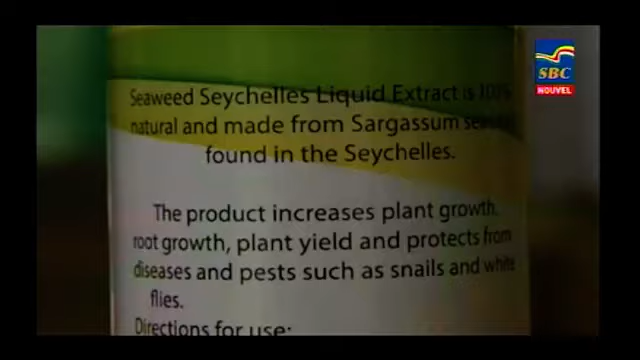 Seaweed Seychelles Liquid Extract is 100%
natural and made from Sargassum
found in the Seychelles.
The product increases plant growth,
root growth, plant yield and protects from
diseases and pests such as snails and white
flies.
Directions for use:
SBC
NOUVEL